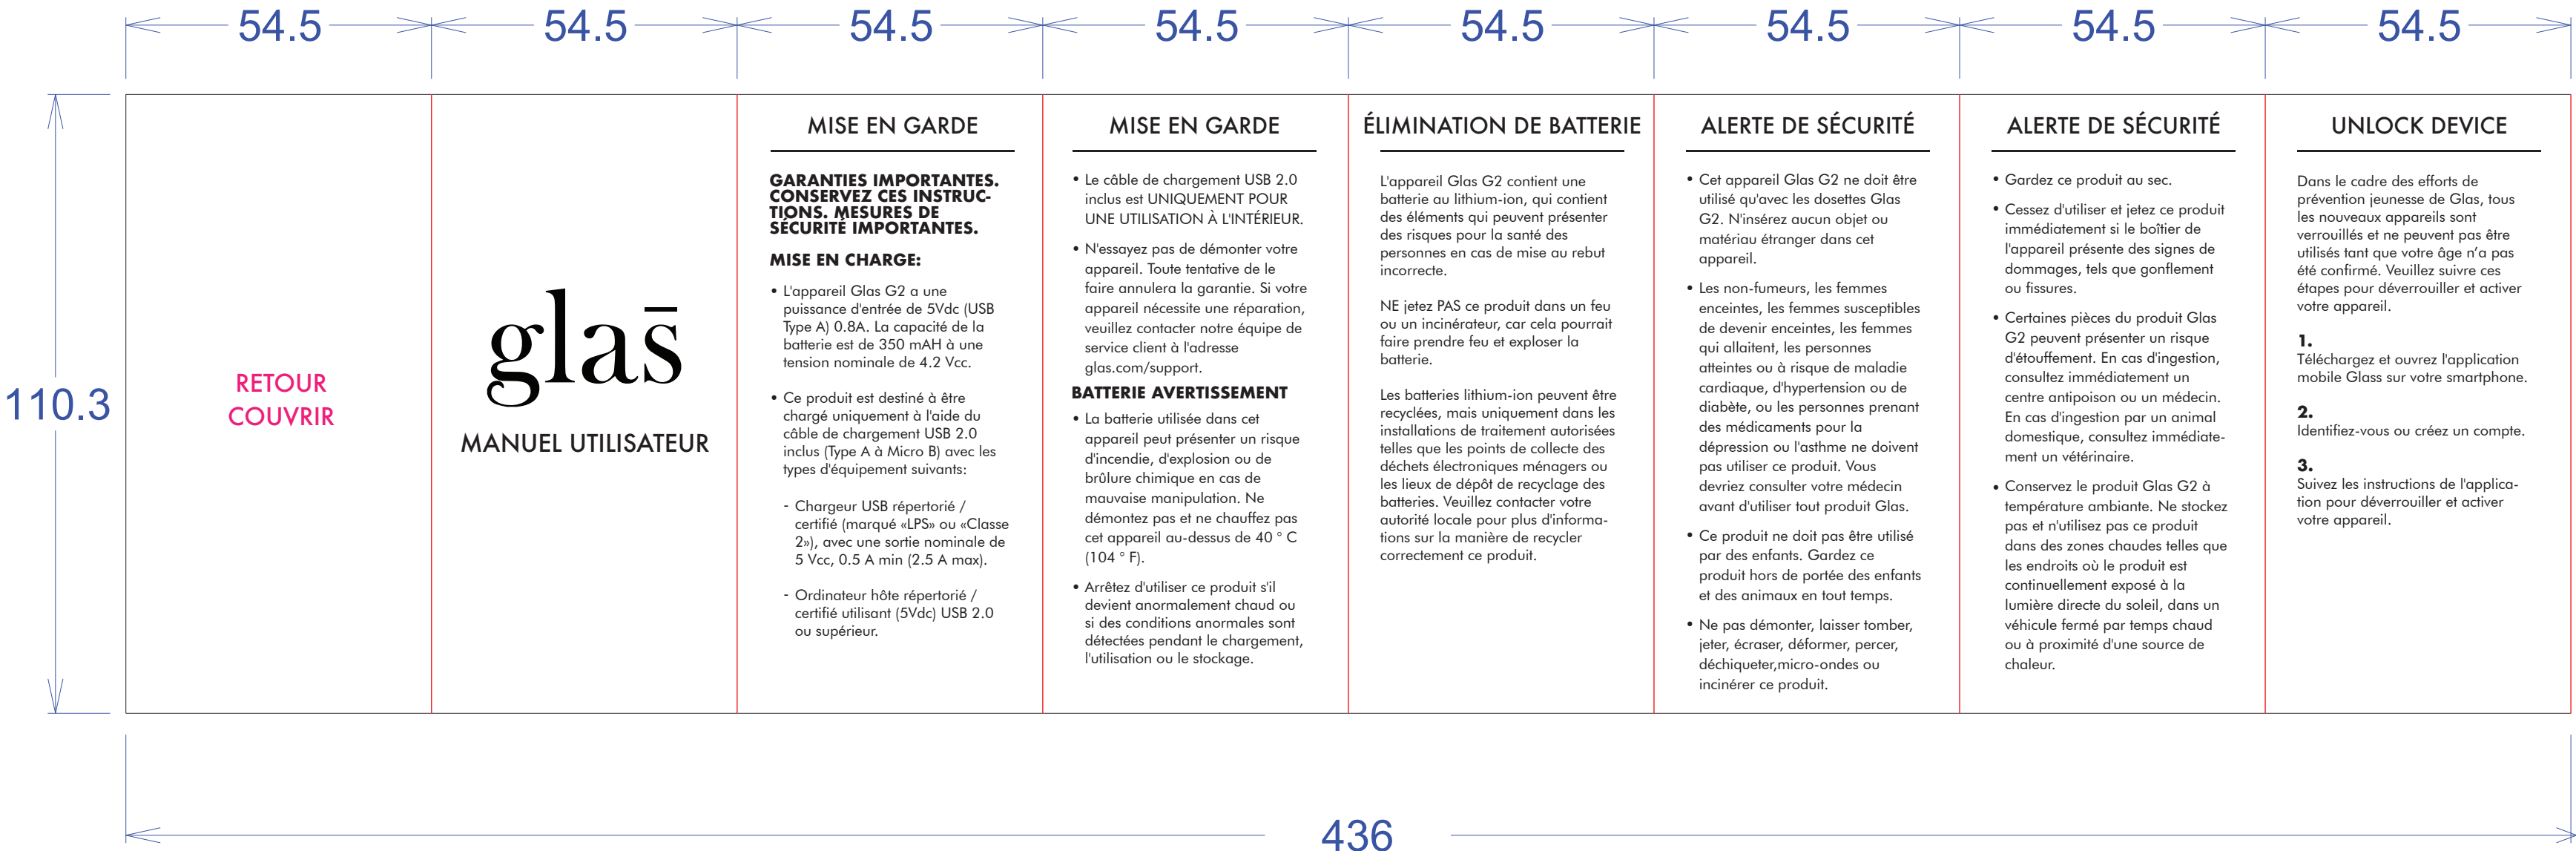 54.5 54.5 54.5 54.5 54.5 54.5 54.5 54.5
110.3
RETOUR
COUVRIR
glas̄
MANUEL UTILISATEUR
MISE EN GARDE
GARANTIES IMPORTANTES.
CONSERVEZ CES INSTRUC-
TIONS. MESURES DE
SÉCURITÉ IMPORTANTES.
MISE EN CHARGE:
• L'appareil Glas G2 a une
puissance d'entrée de 5Vdc (USB
Type A) 0.8A. La capacité de la
batterie est de 350 mAH à une
tension nominale de 4.2 Vcc.
• Ce produit est destiné à être
chargé uniquement à l'aide du
câble de chargement USB 2.0
inclus (Type A à Micro B) avec les
types d'équipement suivants:
- Chargeur USB répertorié /
certifié (marqué «LPS» ou «Classe
2»), avec une sortie nominale de
5 Vcc, 0.5 A min (2.5 A max).
- Ordinateur hôte répertorié /
certifié utilisant (5Vdc) USB 2.0
ou supérieur.
MISE EN GARDE
• Le câble de chargement USB 2.0
inclus est UNIQUEMENT POUR
UNE UTILISATION À L'INTÉRIEUR.
• N'essayez pas de démonter votre
appareil. Toute tentative de le
faire annulera la garantie. Si votre
appareil nécessite une réparation,
veuillez contacter notre équipe de
service client à l'adresse
glas.com/support.
BATTERIE AVERTISSEMENT
• La batterie utilisée dans cet
appareil peut présenter un risque
d'incendie, d'explosion ou de
brûlure chimique en cas de
mauvaise manipulation. Ne
démontez pas et ne chauffez pas
cet appareil au-dessus de 40 ° C
(104 ° F).
• Arrêtez d'utiliser ce produit s'il
devient anormalement chaud ou
si des conditions anormales sont
détectées pendant le chargement,
l'utilisation ou le stockage.
ÉLIMINATION DE BATTERIE
L'appareil Glas G2 contient une
batterie au lithium-ion, qui contient
des éléments qui peuvent présenter
des risques pour la santé des
personnes en cas de mise au rebut
incorrecte.
NE jetez PAS ce produit dans un feu
ou un incinérateur, car cela pourrait
faire prendre feu et exploser la
batterie.
Les batteries lithium-ion peuvent être
recyclées, mais uniquement dans les
installations de traitement autorisées
telles que les points de collecte des
déchets électroniques ménagers ou
les lieux de dépôt de recyclage des
batteries. Veuillez contacter votre
autorité locale pour plus d'informa-
tions sur la manière de recycler
correctement ce produit.
ALERTE DE SÉCURITÉ
• Cet appareil Glas G2 ne doit être
utilisé qu'avec les dosettes Glas
G2. N'insérez aucun objet ou
matériau étranger dans cet
appareil.
• Les non-fumeurs, les femmes
enceintes, les femmes susceptibles
de devenir enceintes, les femmes
qui allaitent, les personnes
atteintes ou à risque de maladie
cardiaque, d'hypertension ou de
diabète, ou les personnes prenant
des médicaments pour la
dépression ou l'asthme ne doivent
pas utiliser ce produit. Vous
devriez consulter votre médecin
avant d'utiliser tout produit Glas.
• Ce produit ne doit pas être utilisé
par des enfants. Gardez ce
produit hors de portée des enfants
et des animaux en tout temps.
• Ne pas démonter, laisser tomber,
jeter, écraser, déformer, percer,
déchiqueter,micro-ondes ou
incinérer ce produit.
ALERTE DE SÉCURITÉ
• Gardez ce produit au sec.
• Cessez d'utiliser et jetez ce produit
immédiatement si le boîtier de
l'appareil présente des signes de
dommages, tels que gonflement
ou fissures.
• Certaines pièces du produit Glas
G2 peuvent présenter un risque
d'étouffement. En cas d'ingestion,
consultez immédiatement un
centre antipoison ou un médecin.
En cas d'ingestion par un animal
domestique, consultez immédiate-
ment un vétérinaire.
• Conservez le produit Glas G2 à
température ambiante. Ne stockez
pas et n'utilisez pas ce produit
dans des zones chaudes telles que
les endroits où le produit est
continuellement exposé à la
lumière directe du soleil, dans un
véhicule fermé par temps chaud
ou à proximité d'une source de
chaleur.
UNLOCK DEVICE
Dans le cadre des efforts de
prévention jeunesse de Glas, tous
les nouveaux appareils sont
verrouillés et ne peuvent pas être
utilisés tant que votre âge n’a pas
été confirmé. Veuillez suivre ces
étapes pour déverrouiller et activer
votre appareil.
1.
Téléchargez et ouvrez l'application
mobile Glass sur votre smartphone.
2.
Identifiez-vous ou créez un compte.
3.
Suivez les instructions de l'applica-
tion pour déverrouiller et activer
votre appareil.
436